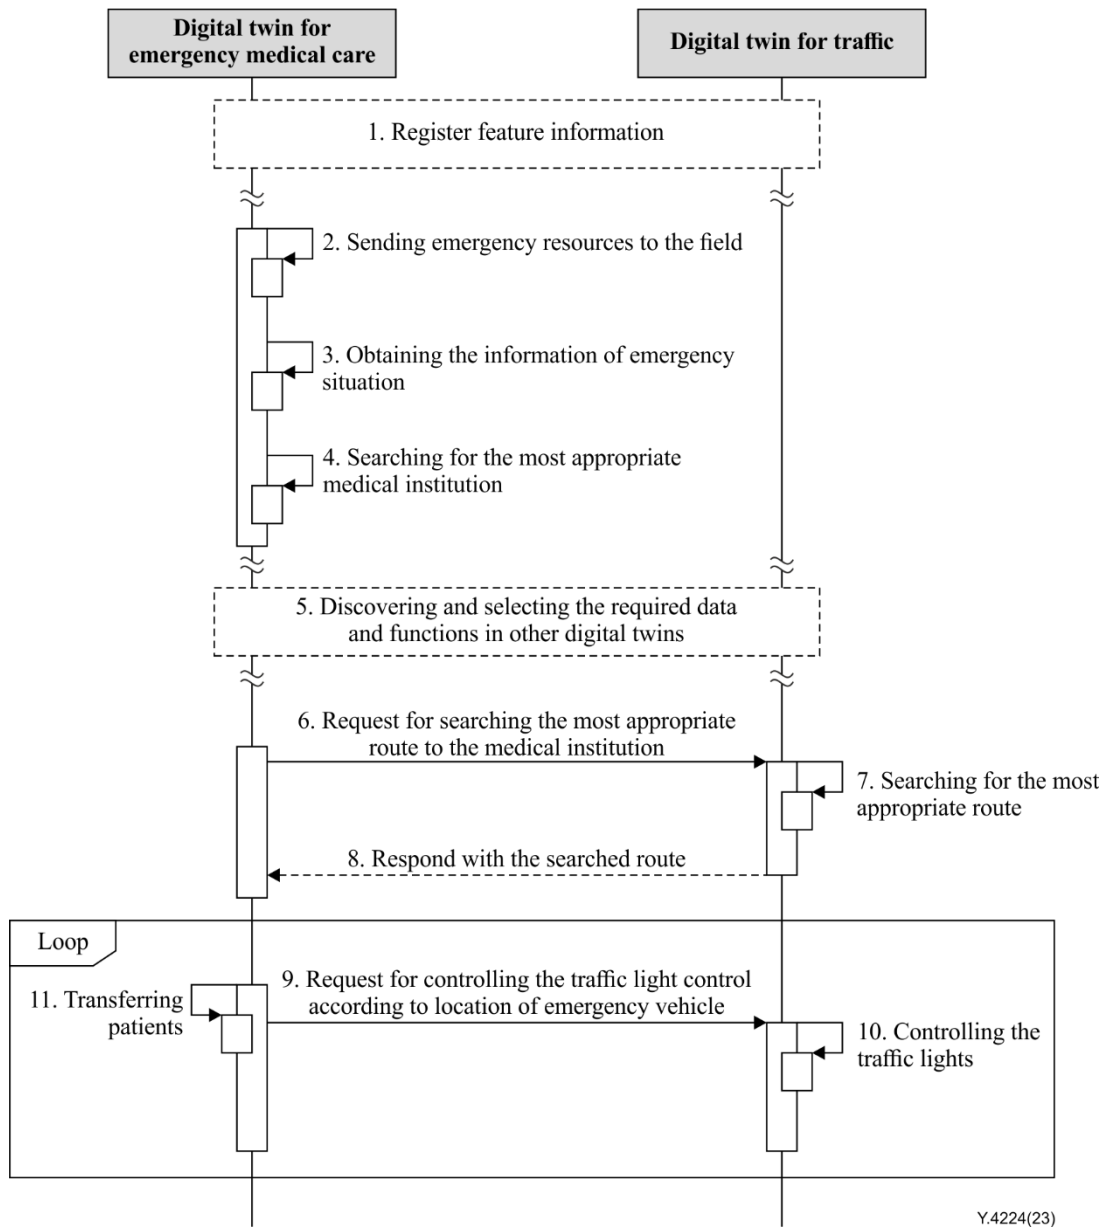 Digital twin for
emergency medical care
Digital twin for traffic
1. Register feature information
2. Sending emergency resources to the field
3. Obtaining the information of emergency
situation
4. Searching for the most appropriate
medical institution
5. Discovering and selecting the required data
and functions in other digital twins
6. Request for searching the most appropriate
route to the medical institution
7. Searching for the most
appropriate route
8. Respond with the searched route
Loop
9. Request for controlling the traffic light control
according to location of emergency vehicle
11. Transferring
patients
10. Controlling the
traffic lights
Y.4224(23)